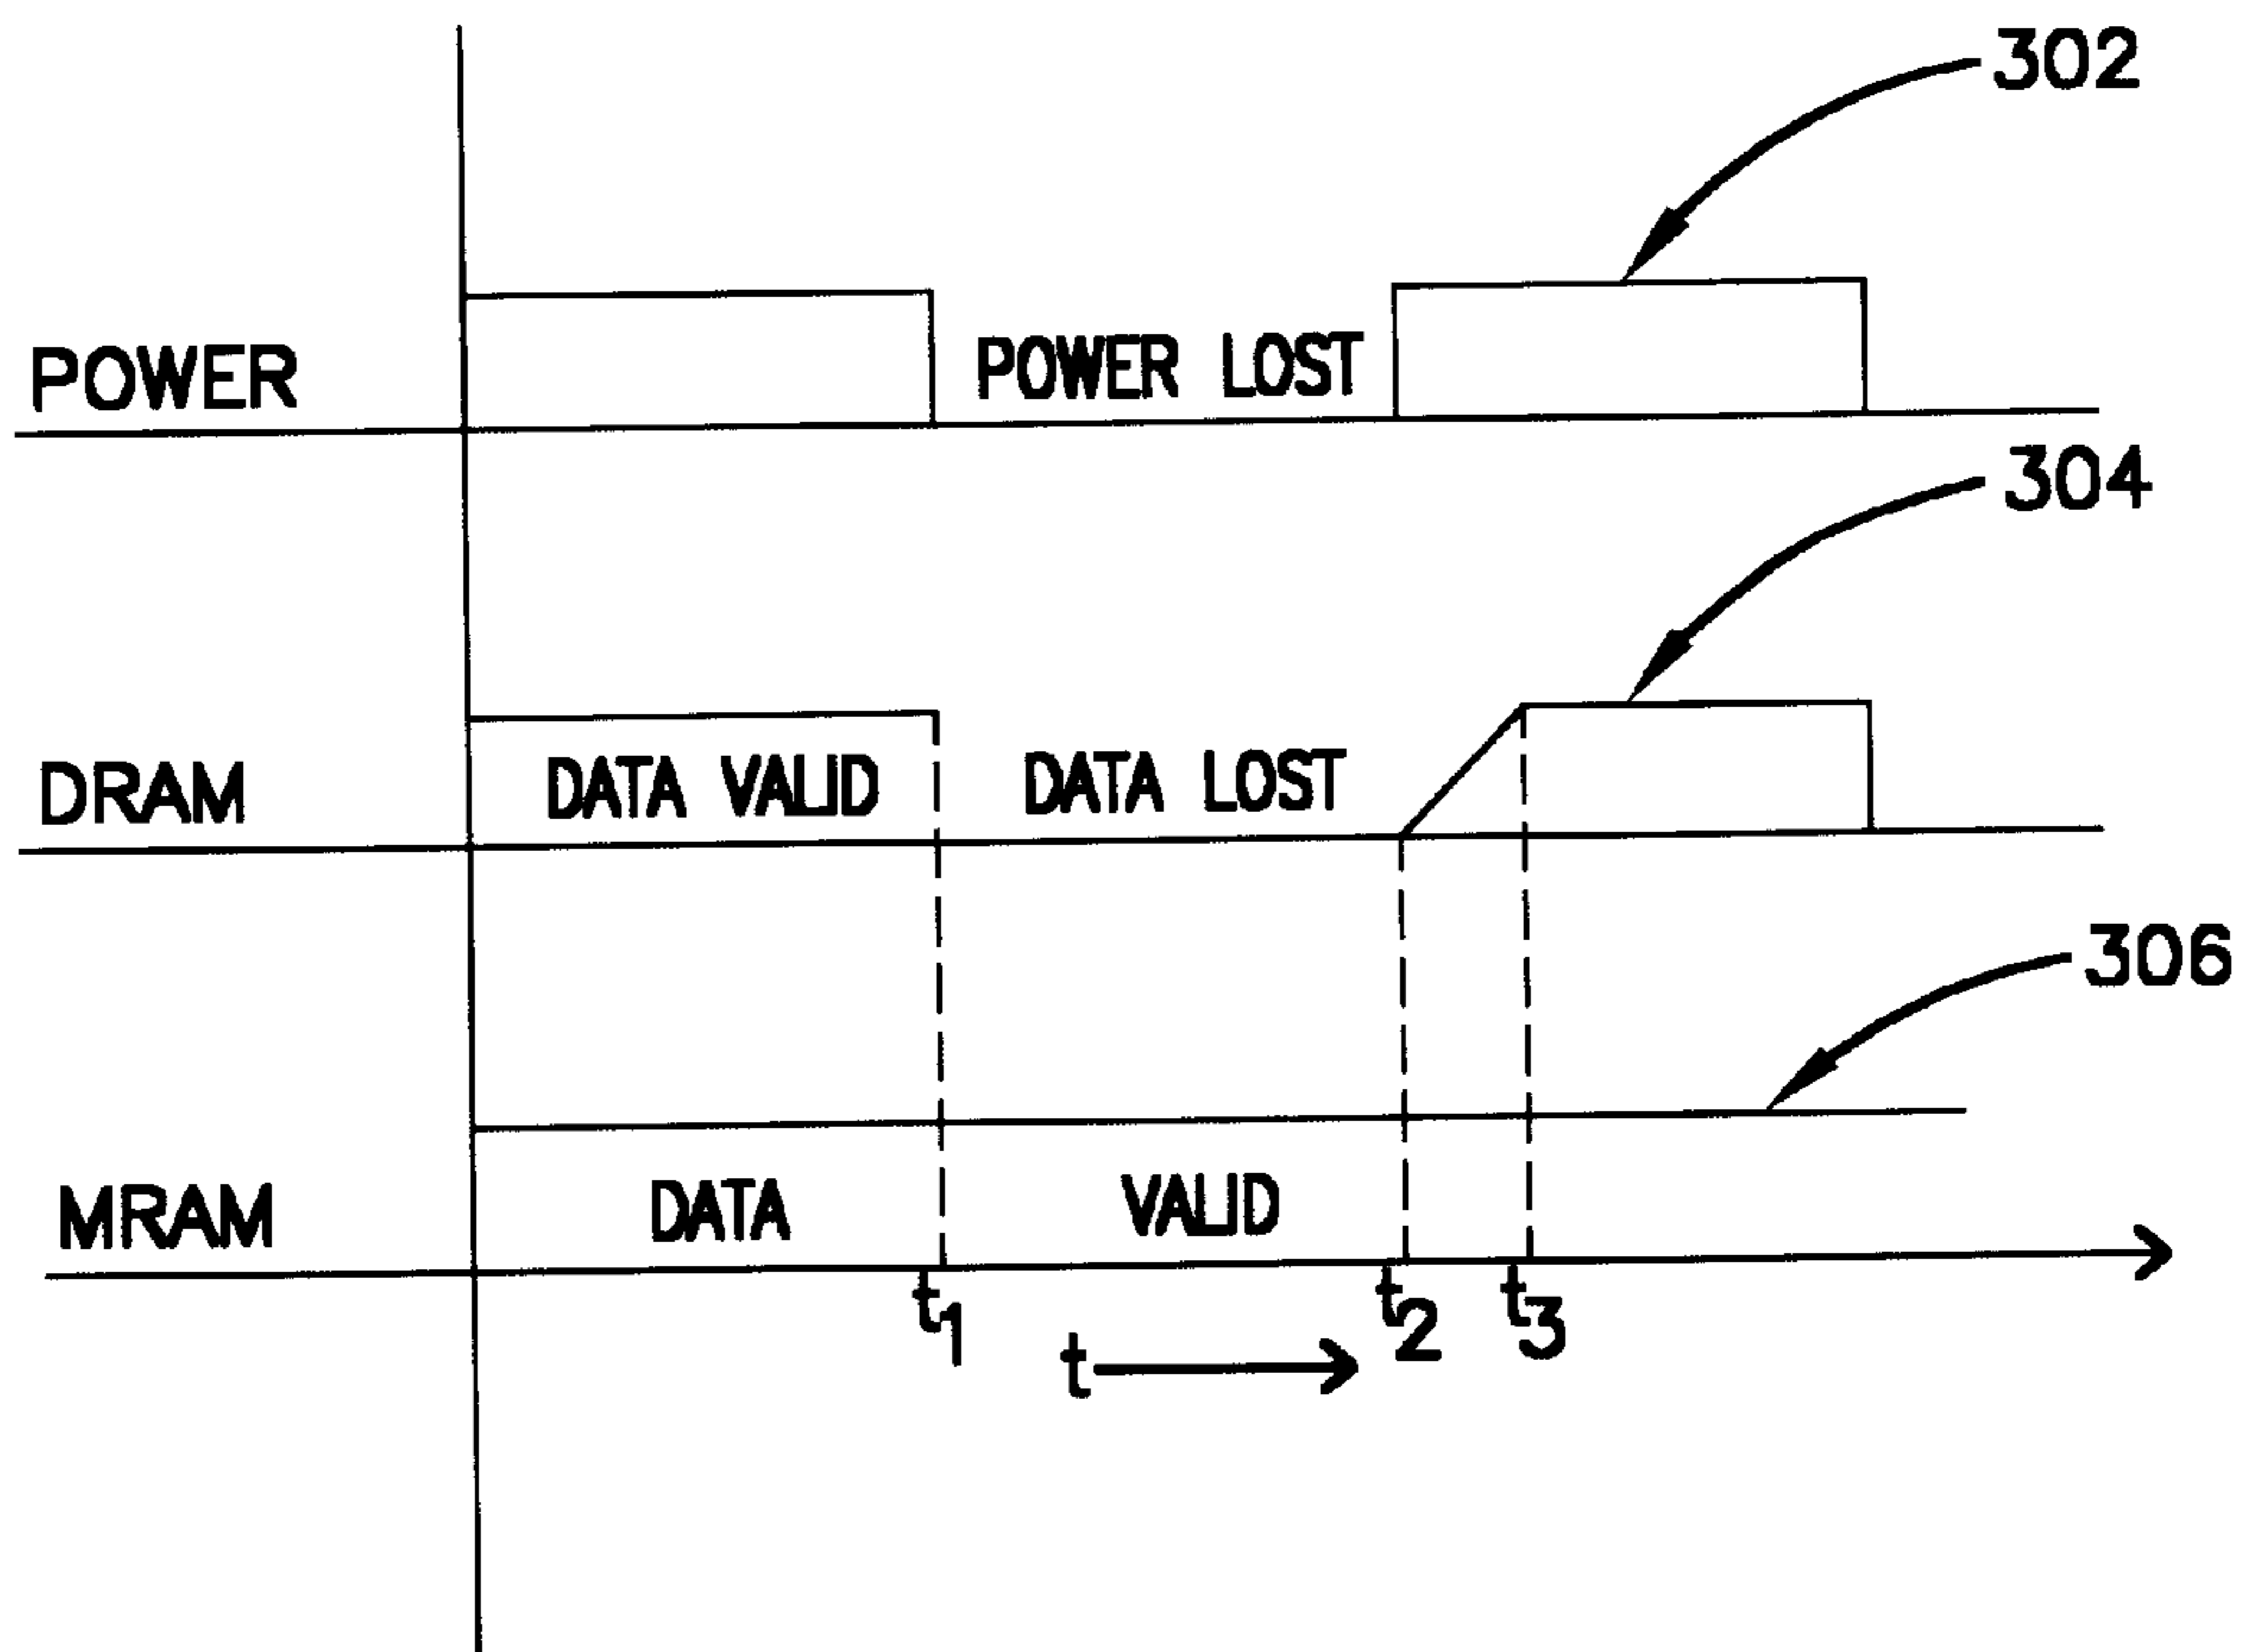 302
POWER
POWER LOST
304
DRAM
DATA VALID
DATA LOST
306
MRAM
DATA
VALID
t1
t2
t3
t